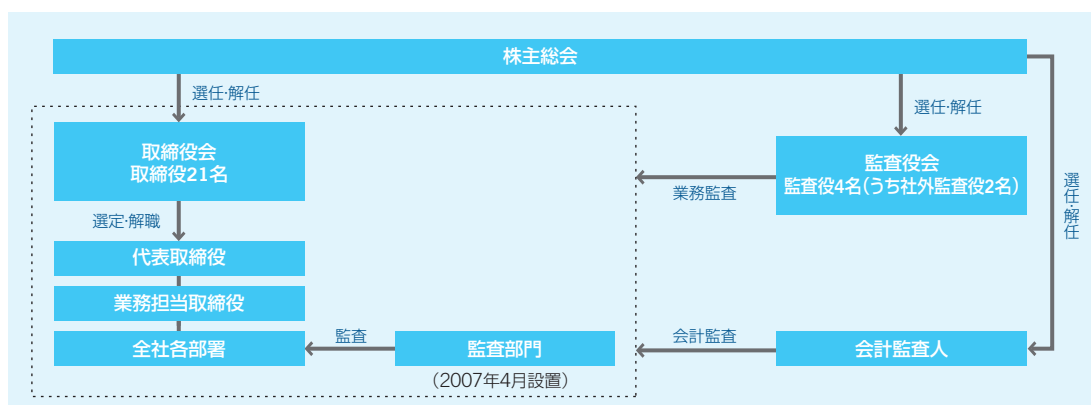 株主総会
選任・解任
選任・解任
取締役会
取締役21名
監査役会
監査役4名(うち社外監査役2名)
選任・解任
業務監査
選定・解職
代表取締役
業務担当取締役
全社各部署
監査
監査部門
会計監査
会計監査人
(2007年4月設置)